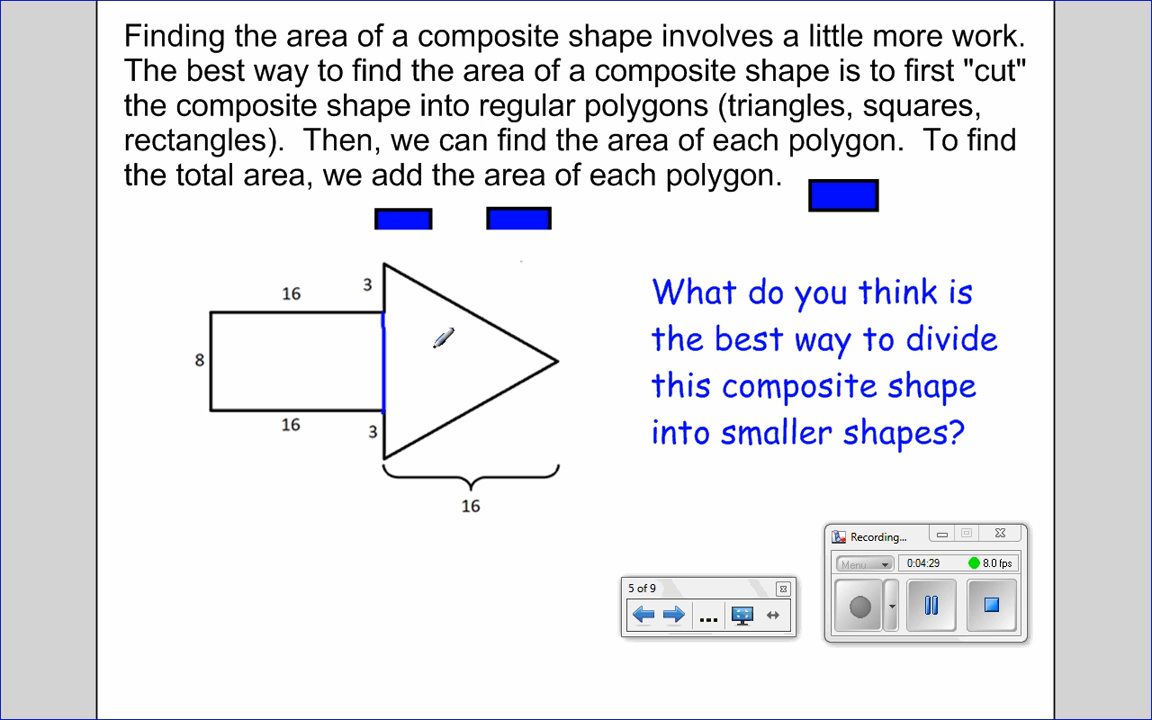 Finding the area of a composite shape involves a little more work.
The best way to find the area of a composite shape is to first "cut"
the composite shape into regular polygons (triangles, squares,
rectangles).  Then, we can find the area of each polygon.  To find
the total area, we add the area of each polygon.
3
16
8
16
3
16
What do you think is
the best way to divide
this composite shape
into smaller shapes?
Recording...
Menu
0:04:29
8.0 fps
5 of 9
...